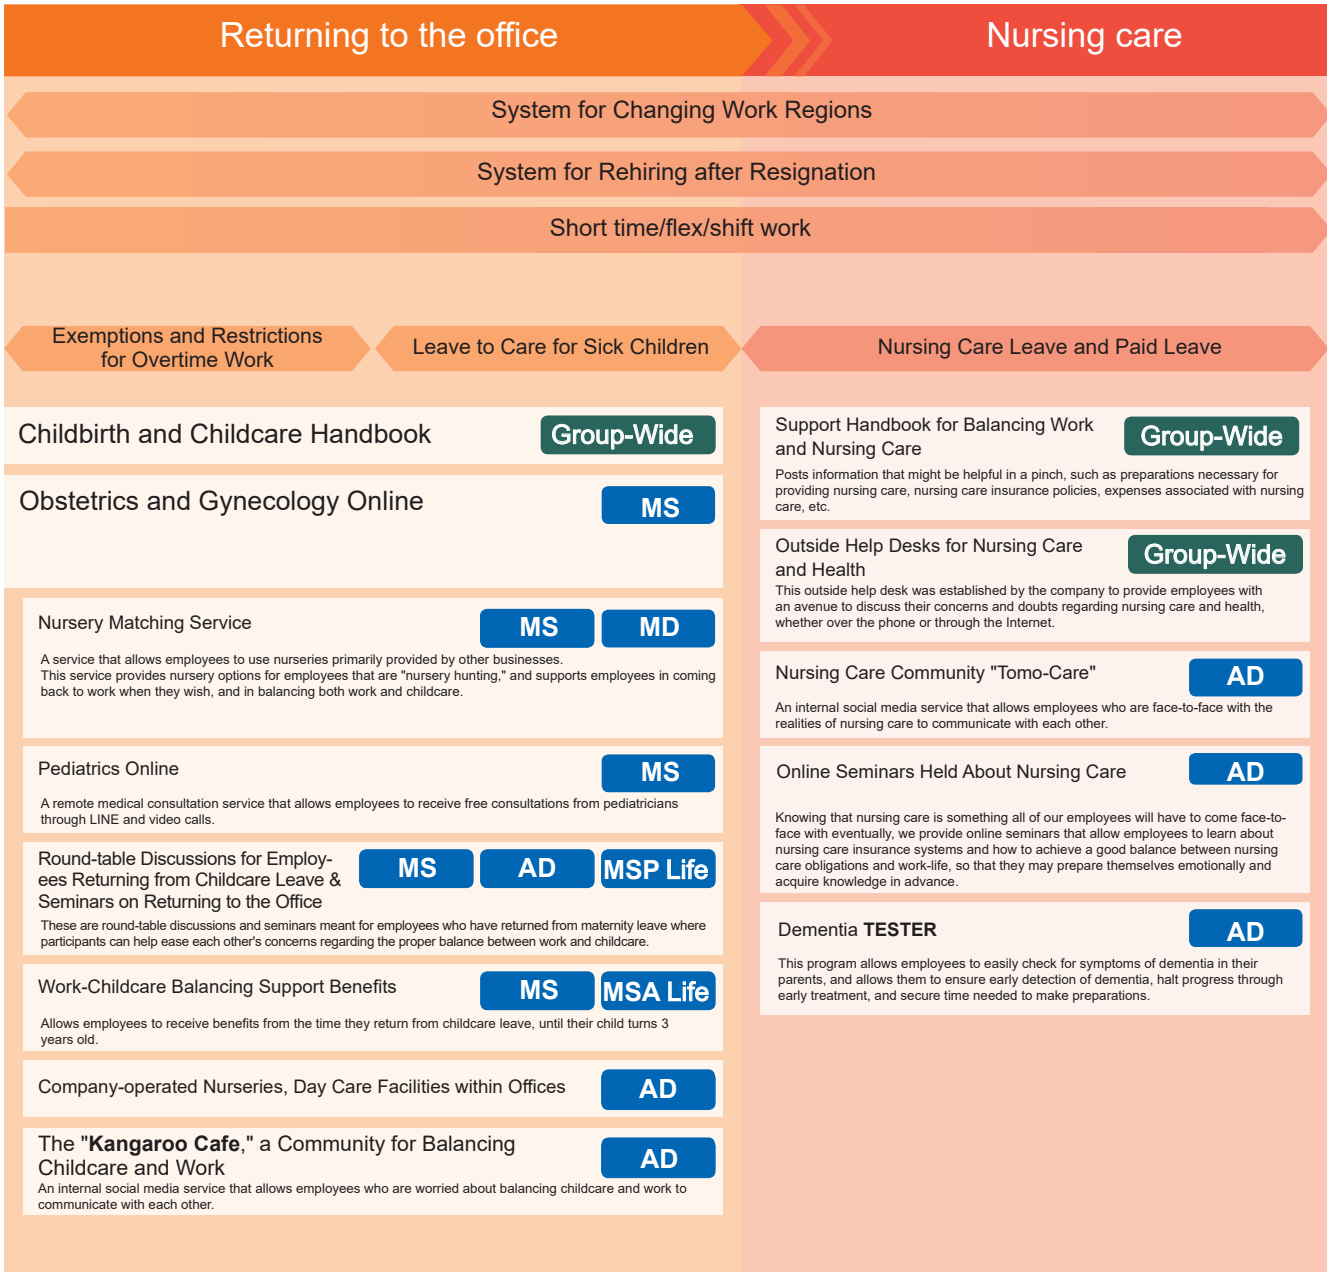 Returning to the office
Nursing care
System for Changing Work Regions
System for Rehiring after Resignation
Short time/flex/shift work
Exemptions and Restrictions
for Overtime Work
Leave to Care for Sick Children
Nursing Care Leave and Paid Leave
Childbirth and Childcare Handbook
Group-Wide
Obstetrics and Gynecology Online
MS
Nursery Matching Service
MS
MD
A service that allows employees to use nurseries primarily provided by other businesses.
This service provides nursery options for employees that are "nursery hunting," and supports employees in coming
back to work when they wish, and in balancing both work and childcare.
Pediatrics Online
MS
A remote medical consultation service that allows employees to receive free consultations from pediatricians
through LINE and video calls.
Round-table Discussions for Employ-
ees Returning from Childcare Leave &
Seminars on Returning to the Office
MS
AD
MSP Life
These are round-table discussions and seminars meant for employees who have returned from maternity leave where
participants can help ease each other's concerns regarding the proper balance between work and childcare.
Work-Childcare Balancing Support Benefits
MS
MSA Life
Allows employees to receive benefits from the time they return from childcare leave, until their child turns 3
years old.
Company-operated Nurseries, Day Care Facilities within Offices
AD
The "Kangaroo Cafe," a Community for Balancing
Childcare and Work
AD
An internal social media service that allows employees who are worried about balancing childcare and work to
communicate with each other.
Support Handbook for Balancing Work
and Nursing Care
Group-Wide
Posts information that might be helpful in a pinch, such as preparations necessary for
providing nursing care, nursing care insurance policies, expenses associated with nursing
care, etc.
Outside Help Desks for Nursing Care
and Health
Group-Wide
This outside help desk was established by the company to provide employees with
an avenue to discuss their concerns and doubts regarding nursing care and health,
whether over the phone or through the Internet.
Nursing Care Community "Tomo-Care"
AD
An internal social media service that allows employees who are face-to-face with the
realities of nursing care to communicate with each other.
Online Seminars Held About Nursing Care
AD
Knowing that nursing care is something all of our employees will have to come face-to-
face with eventually, we provide online seminars that allow employees to learn about
nursing care insurance systems and how to achieve a good balance between nursing
care obligations and work-life, so that they may prepare themselves emotionally and
acquire knowledge in advance.
Dementia TESTER
AD
This program allows employees to easily check for symptoms of dementia in their
parents, and allows them to ensure early detection of dementia, halt progress through
early treatment, and secure time needed to make preparations.